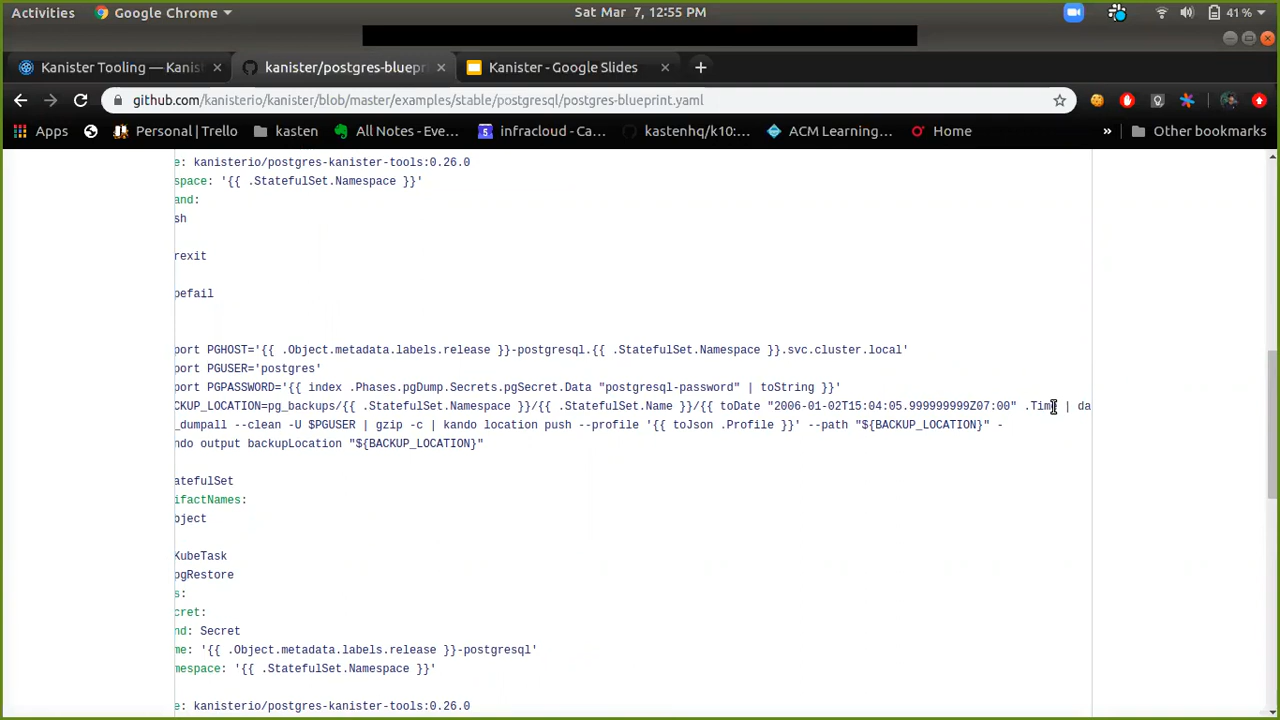 Activities Google Chrome Sat Mar 7, 12:55 PM 41%
Kanister Tooling — Kanis kanister/postgres-bluepri Kanister - Google Slides
github.com/kanisterio/kanister/blob/master/examples/stable/postgresql/postgres-blueprint.yaml
Apps Personal | Trello kasten All Notes - Eve... infracloud - Ca... kastenhq/k10:... ACM Learning... Home » Other bookmarks
e: kanisterio/postgres-kanister-tools:0.26.0
space: '{{ .StatefulSet.Namespace }}'
and:
sh
rexit
pefail
port PGHOST='{{ .Object.metadata.labels.release }}-postgresql.{{ .StatefulSet.Namespace }}.svc.cluster.local'
port PGUSER='postgres'
port PGPASSWORD='{{ index .Phases.pgDump.Secrets.pgSecret.Data "postgresql-password" | toString }}'
CKUP_LOCATION=pg_backups/{{ .StatefulSet.Namespace }}/{{ .StatefulSet.Name }}/{{ toDate "2006-01-02T15:04:05.999999999Z07:00" .Time | da
_dumpall --clean -U $PGUSER | gzip -c | kando location push --profile '{{ toJson .Profile }}' --path "${BACKUP_LOCATION}" -
ndo output backupLocation "${BACKUP_LOCATION}"
atefulSet
ifactNames:
bject
KubeTask
pgRestore
s:
cret:
nd: Secret
me: '{{ .Object.metadata.labels.release }}-postgresql'
mespace: '{{ .StatefulSet.Namespace }}'
e: kanisterio/postgres-kanister-tools:0.26.0